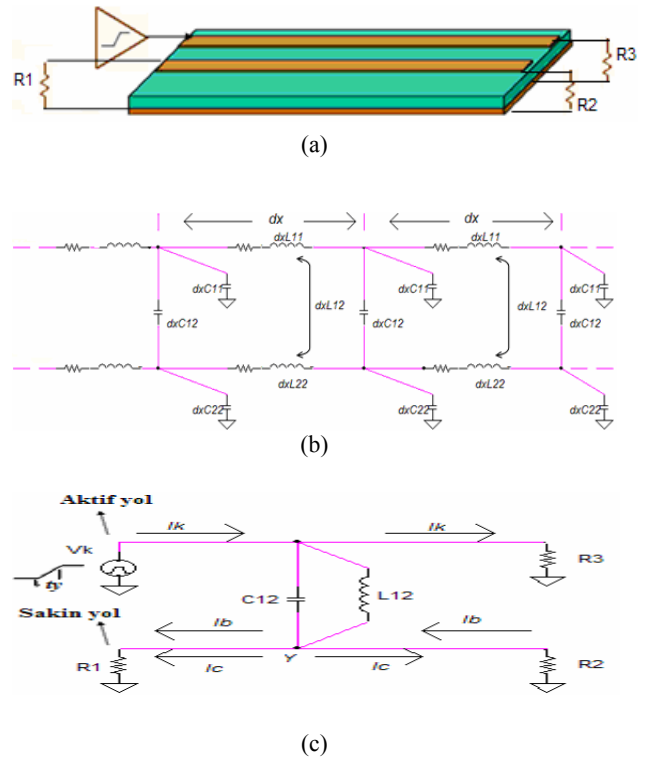 R1
R3
R2
(a)
dx dx
dxL11 dxL11
dxC11 dxC11
dxC12 dxL12 dxC12 dxL12 dxC12
dxL22 dxL22
dxC22 dxC22 dxC22
(b)
Aktif yol
Ik Ik
Vk
ty
C12 L12
R3
Sakin yol
Ib Ib
R1 Ic Y Ic R2
(c)